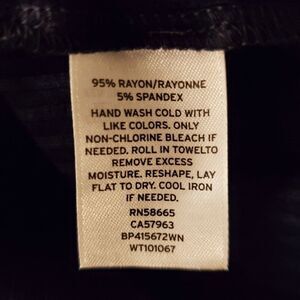 95% RAYON/RAYONNE
5% SPANDEX
HAND WASH COLD WITH
LIKE COLORS. ONLY
NON-CHLORINE BLEACH IF
NEEDED. ROLL IN TOWELTO
REMOVE EXCESS
MOISTURE. RESHAPE, LAY
FLAT TO DRY. COOL IRON
IF NEEDED.
RN58665
CA57963
BP415672WN
WT101067